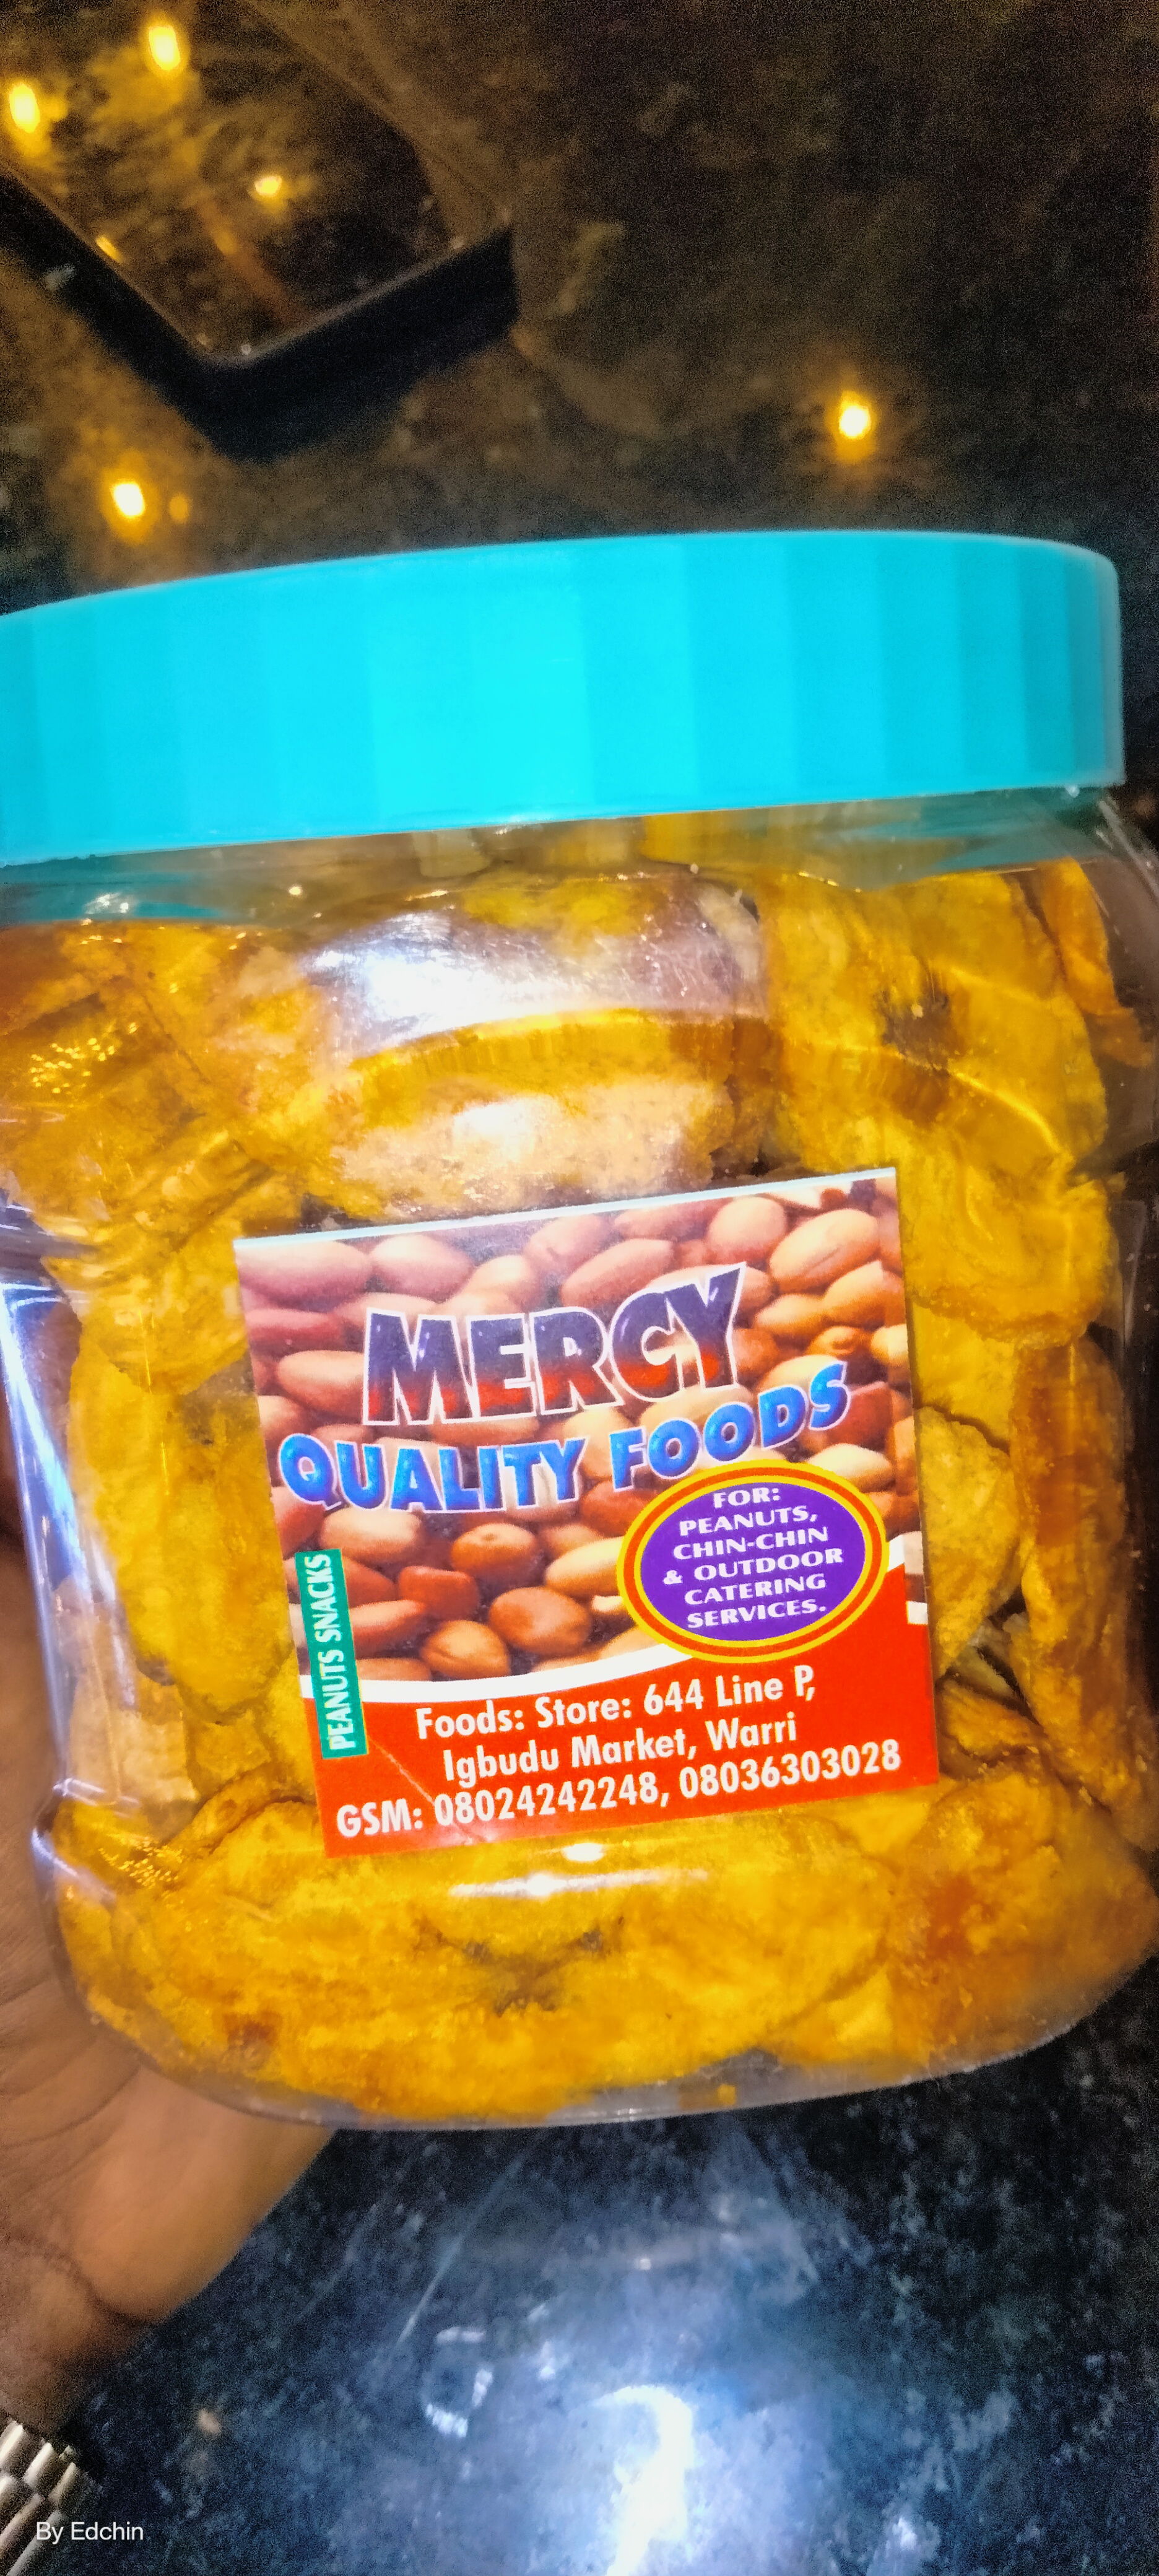 MERCY
QUALITY FOODS
FOR:
PEANUTS,
CHIN-CHIN
& OUTDOOR
CATERING
SERVICES.
PEANUTS SNACKS
Foods: Store: 644 Line P,
Igbudu Market, Warri
GSM: 08024242248, 08036303028
By Edchin